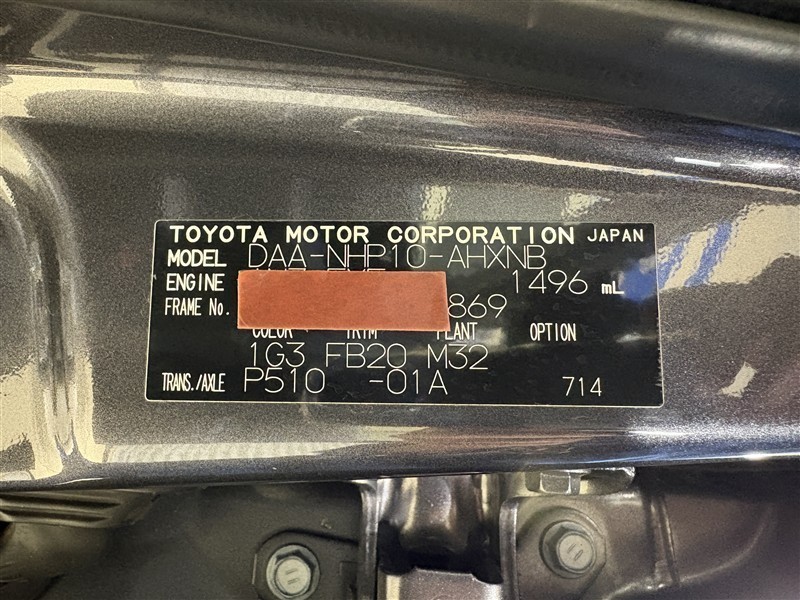 TOYOTA MOTOR CORPORATION JAPAN
MODEL DAA-NHP10-AHXNB
ENGINE 1496 mL
FRAME No. 869
COLOR TRIM PLANT OPTION
1G3 FB20 M32
TRANS./AXLE P510 -01A 714